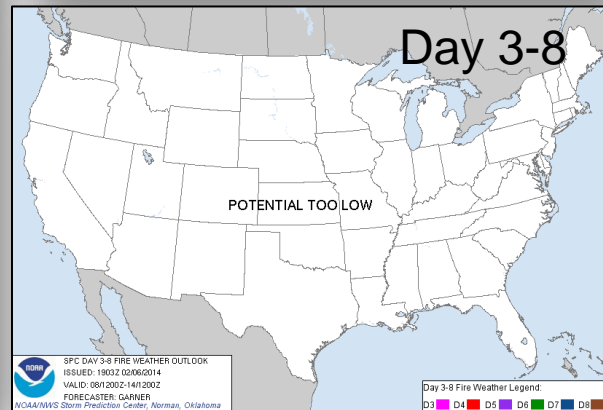 Day 3-8
POTENTIAL TOO LOW
NOAA
SPC DAY 3-8 FIRE WEATHER OUTLOOK
ISSUED: 1903Z 02/06/2014
VALID: 08/1200Z-14/1200Z
FORECASTER: GARNER
NOAA/NWS Storm Prediction Center, Norman, Oklahoma
Day 3-8 Fire Weather Legend:
D3 D4 D5 D6 D7 D8